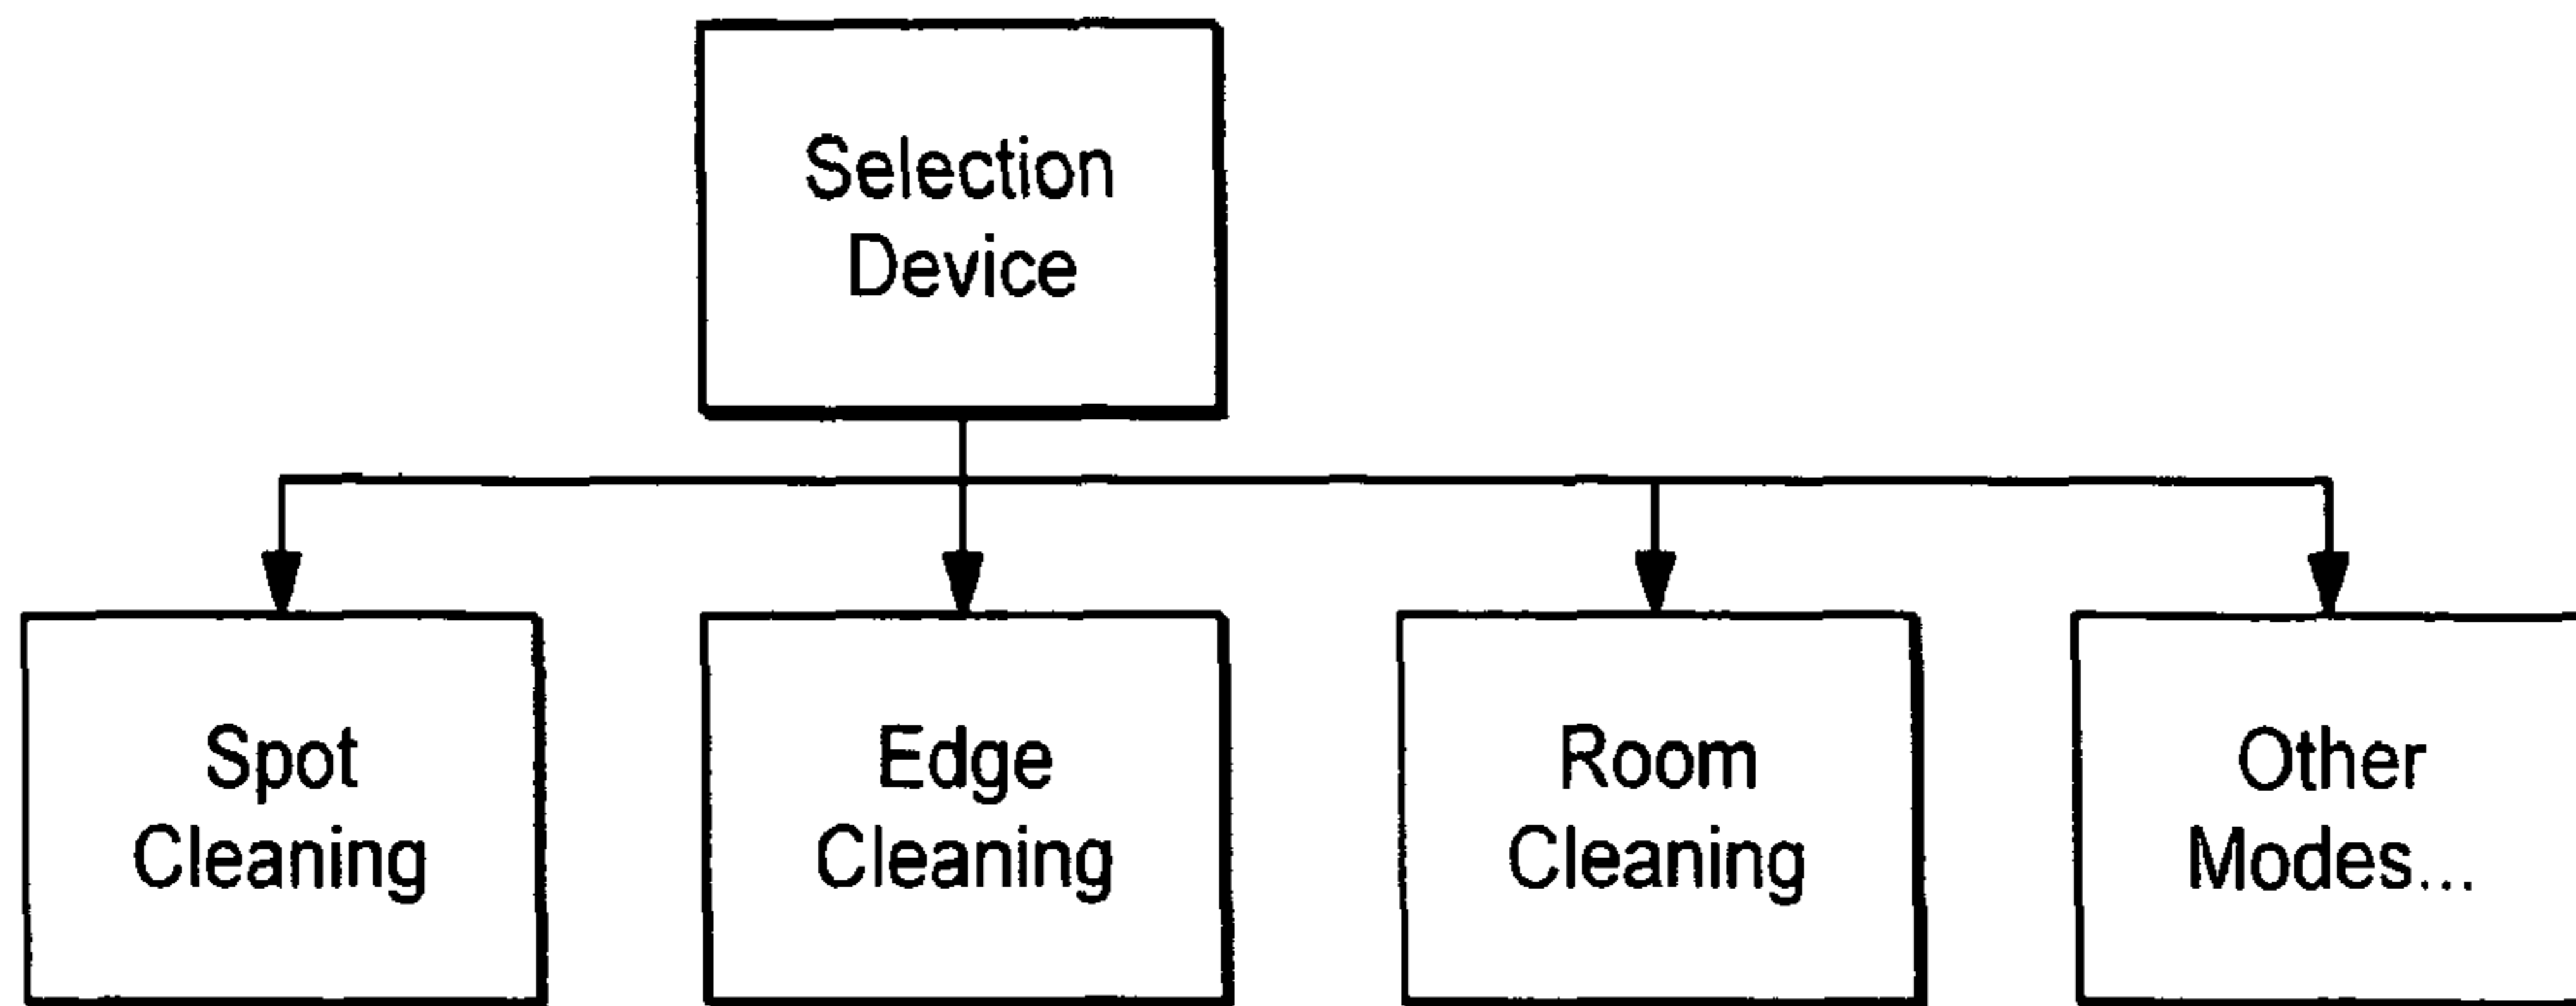 Selection
Device
Spot
Cleaning
Edge
Cleaning
Room
Cleaning
Other
Modes...